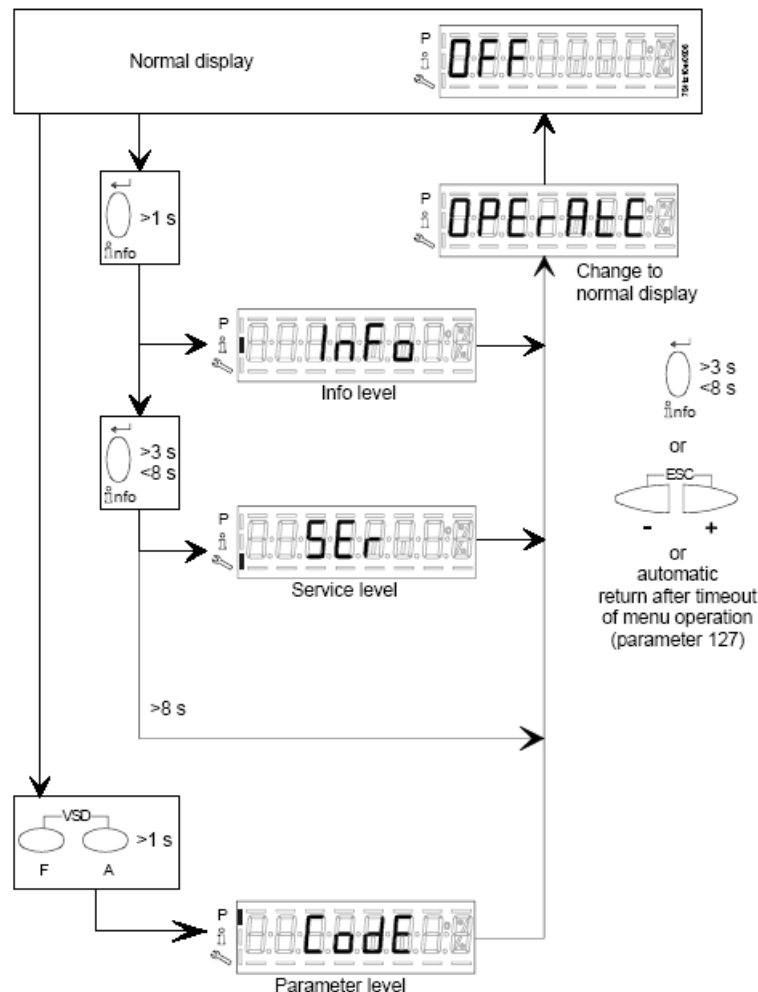 Normal display
P
i
OFF
>1 s
info
P
i
OPErAtE
Change to
normal display
P
i
InFo
Info level
>3 s
<8 s
info
or
ESC
- +
or
automatic
return after timeout
of menu operation
(parameter 127)
>3 s
<8 s
info
P
i
SEr
Service level
>8 s
VSD
>1 s
F A
P
i
CodE
Parameter level